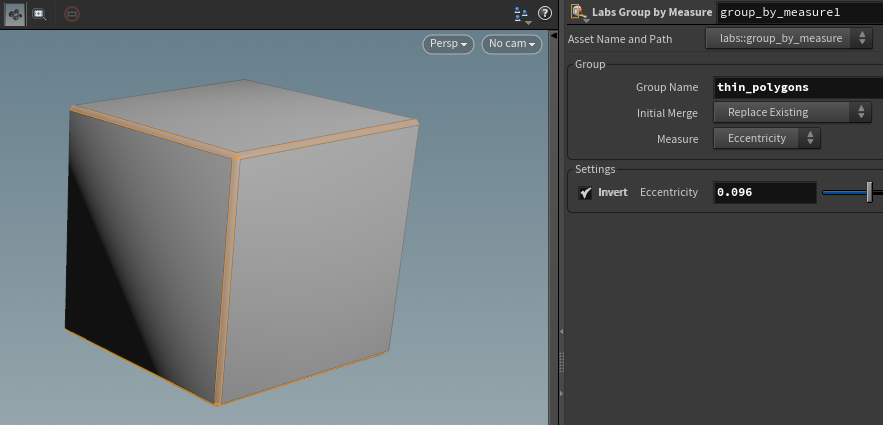 Labs Group by Measure group_by_measure1
Persp No cam
Asset Name and Path labs::group_by_measure
Group
Group Name thin_polygons
Initial Merge Replace Existing
Measure Eccentricity
Settings
Invert Eccentricity 0.096